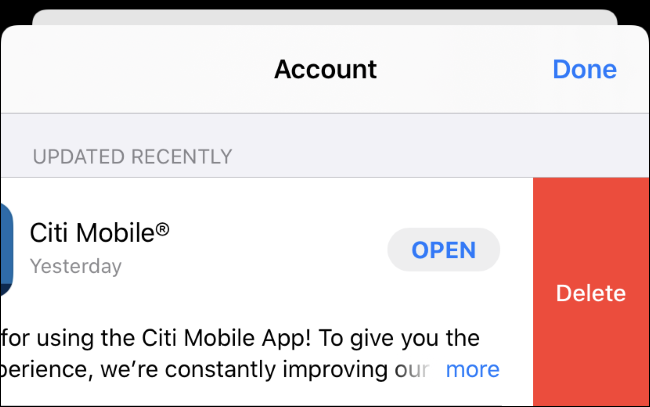 Account
Done
UPDATED RECENTLY
Citi Mobile®
Yesterday
OPEN
Delete
for using the Citi Mobile App! To give you the
perience, we’re constantly improving our more